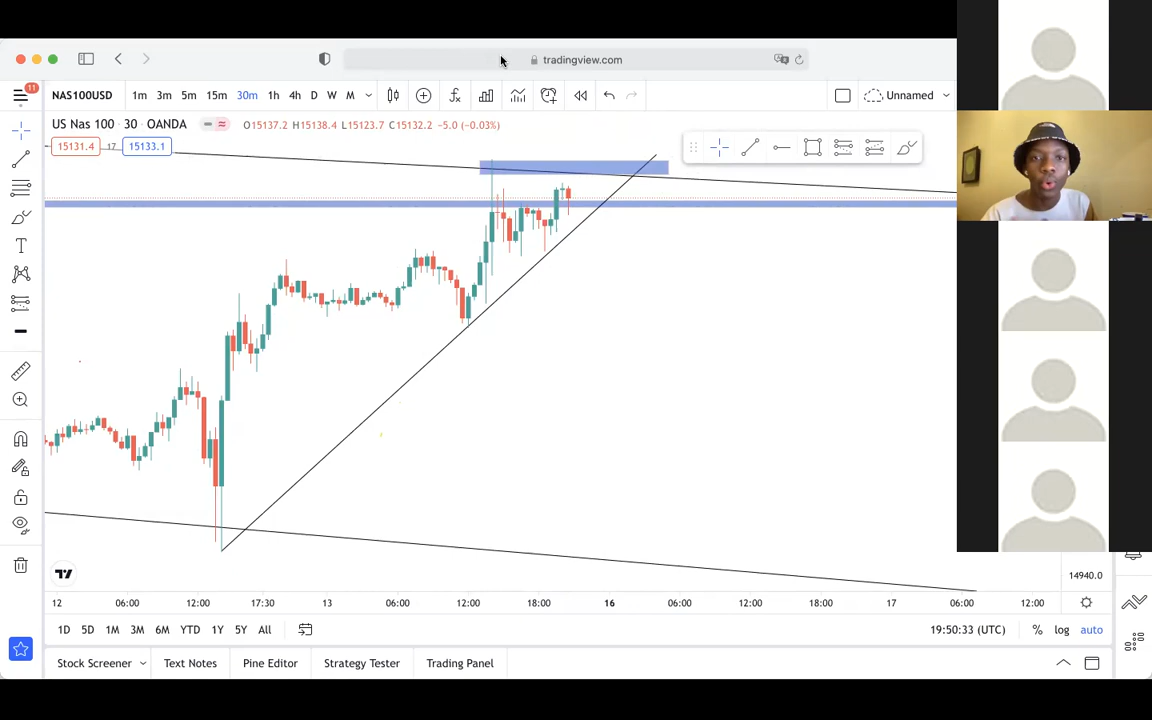 tradingview.com
11
NAS100USD 1m 3m 5m 15m 30m 1h 4h D W M Unnamed
US Nas 100 · 30 · OANDA O15137.2 H15138.4 L15123.7 C15132.2 −5.0 (−0.03%)
15131.4 17 15133.1
14940.0
12 06:00 12:00 17:30 13 06:00 12:00 18:00 16 06:00 12:00 18:00 17 06:00 12:00
1D 5D 1M 3M 6M YTD 1Y 5Y All 19:50:33 (UTC) % log auto
Stock Screener Text Notes Pine Editor Strategy Tester Trading Panel